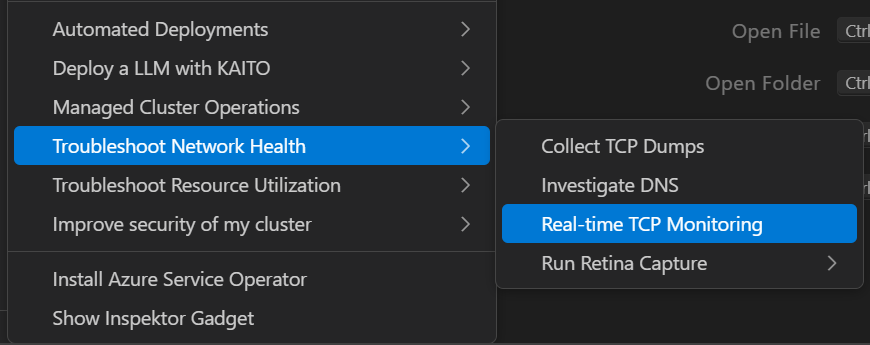 Automated Deployments
Deploy a LLM with KAITO
Managed Cluster Operations
Troubleshoot Network Health
Troubleshoot Resource Utilization
Improve security of my cluster
Install Azure Service Operator
Show Inspektor Gadget
Collect TCP Dumps
Investigate DNS
Real-time TCP Monitoring
Run Retina Capture
Open File Ctrl
Open Folder Ctrl